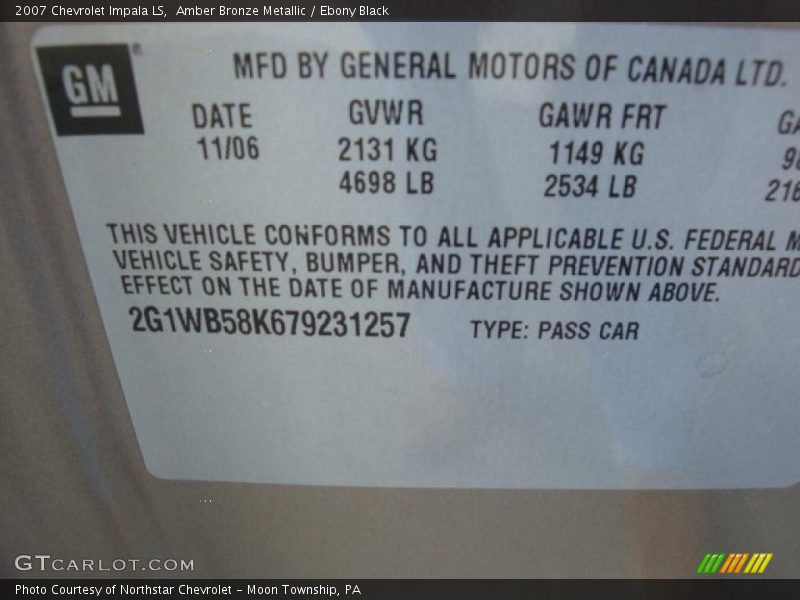 2007 Chevrolet Impala LS,  Amber Bronze Metallic / Ebony Black
GM ®
MFD BY GENERAL MOTORS OF CANADA LTD.
DATE GVWR GAWR FRT
11/06 2131 KG 1149 KG
4698 LB 2534 LB
THIS VEHICLE CONFORMS TO ALL APPLICABLE U.S. FEDERAL
VEHICLE SAFETY, BUMPER, AND THEFT PREVENTION STANDARD
EFFECT ON THE DATE OF MANUFACTURE SHOWN ABOVE.
2G1WB58K679231257 TYPE: PASS CAR
GTCARLOT.COM
Photo Courtesy of Northstar Chevrolet - Moon Township, PA